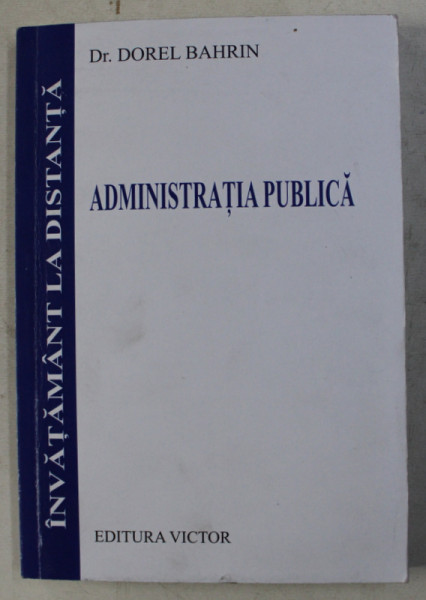 Dr. DOREL BAHRIN
ADMINISTRAȚIA PUBLICĂ
ÎNVĂȚĂMÂNT LA DISTANȚĂ
EDITURA VICTOR